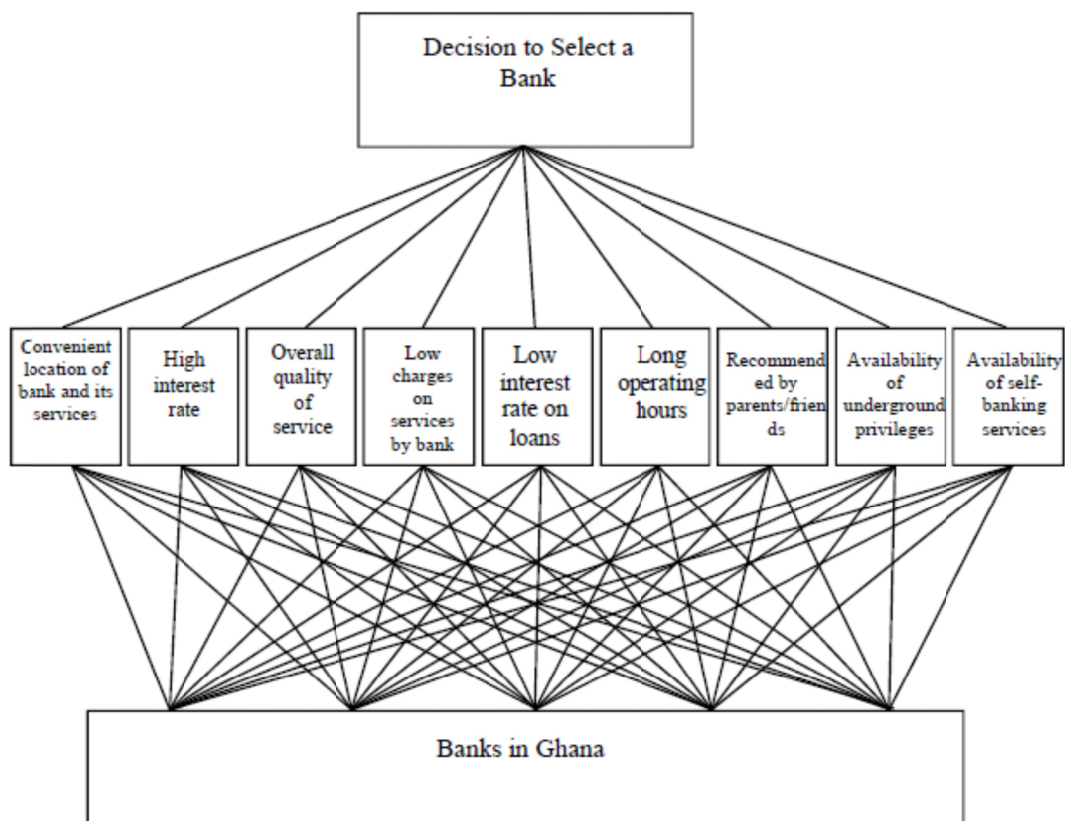 Decision to Select a
Bank
Convenient
location of
bank and its
services
High
interest
rate
Overall
quality
of
service
Low
charges
on
services
by bank
Low
interest
rate on
loans
Long
operating
hours
Recommend
ed by
parents/frien
ds
Availability
of
underground
privileges
Availability
of self-
banking
services
Banks in Ghana